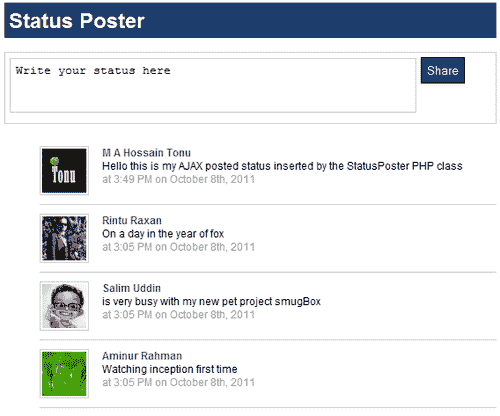 Status Poster
Write your status here
Share
Tonu
M A Hossain Tonu
Hello this is my AJAX posted status inserted by the StatusPoster PHP class
at 3:49 PM on October 8th, 2011
Rintu Raxan
On a day in the year of fox
at 3:05 PM on October 8th, 2011
Salim Uddin
is very busy with my new pet project smugBox
at 3:05 PM on October 8th, 2011
Aminur Rahman
Watching inception first time
at 3:05 PM on October 8th, 2011